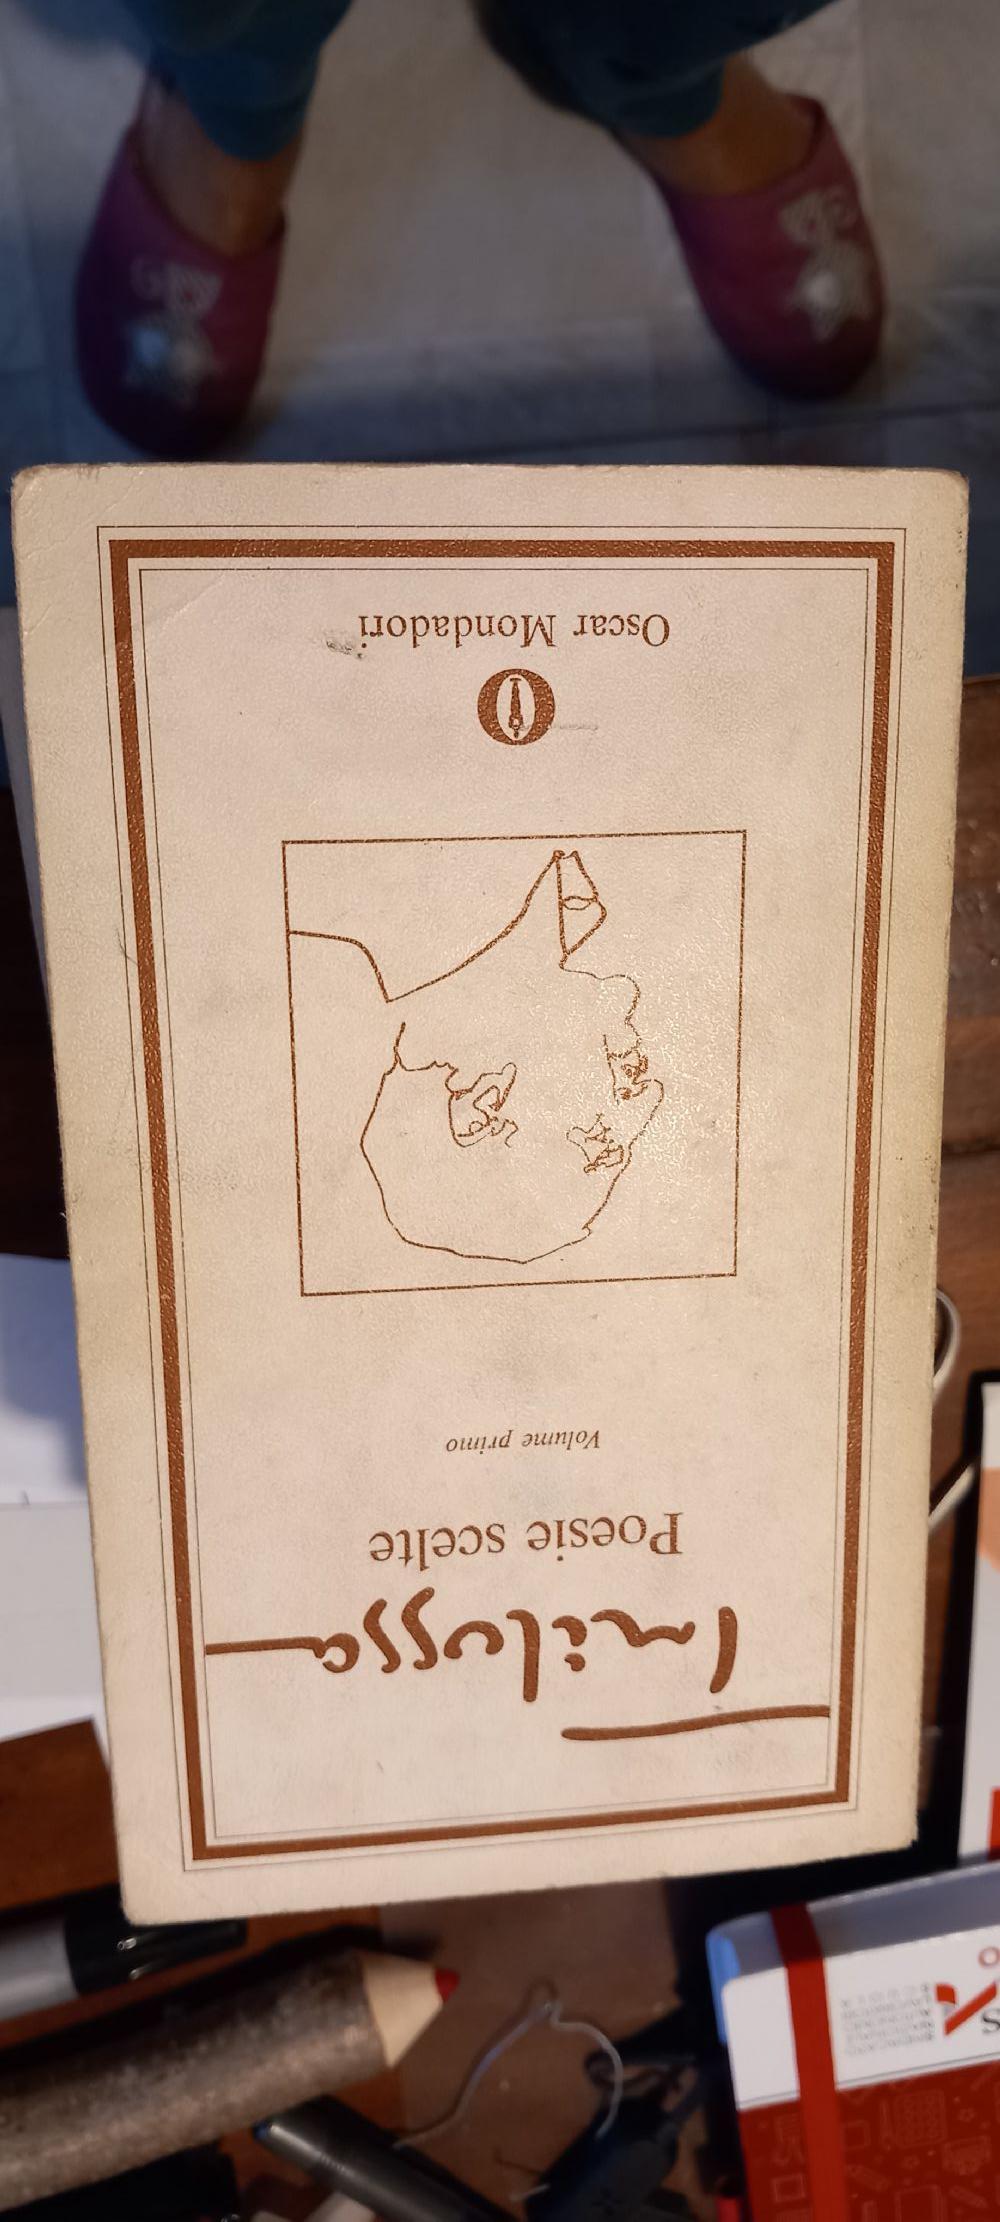 Trilussa
Poesie scelte
Volume primo
Oscar Mondadori